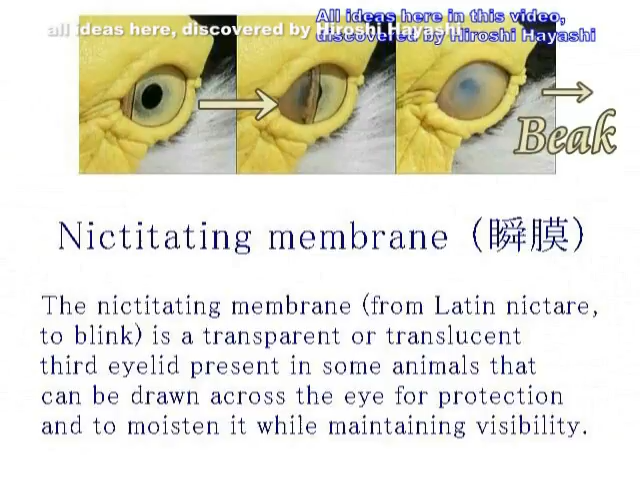 All ideas here in this video,
all ideas here, discovered by Hiroshi Hayashi
discovered by Hiroshi Hayashi
Beak
Nictitating membrane (瞬膜)
The nictitating membrane (from Latin nictare,
to blink) is a transparent or translucent
third eyelid present in some animals that
can be drawn across the eye for protection
and to moisten it while maintaining visibility.